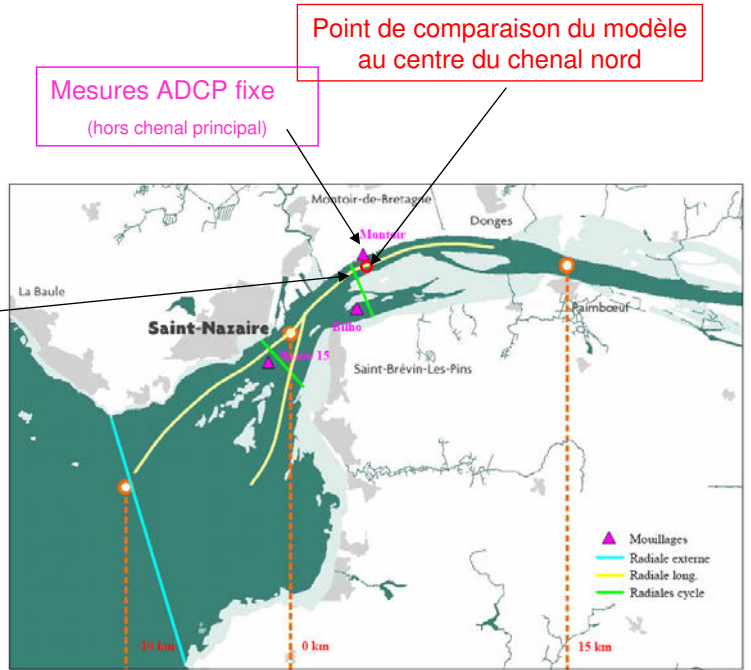 Point de comparaison du modèle
au centre du chenal nord
Mesures ADCP fixe
(hors chenal principal)
Montoir-de-Bretagne
Donges
Montoir
La Baule
Paimbœuf
Saint-Nazaire
Bilho
Saint-Brévin-Les-Pins
15
Mouillages
Radiale externe
Radiale long.
Radiales cycle
-10 km
0 km
15 km